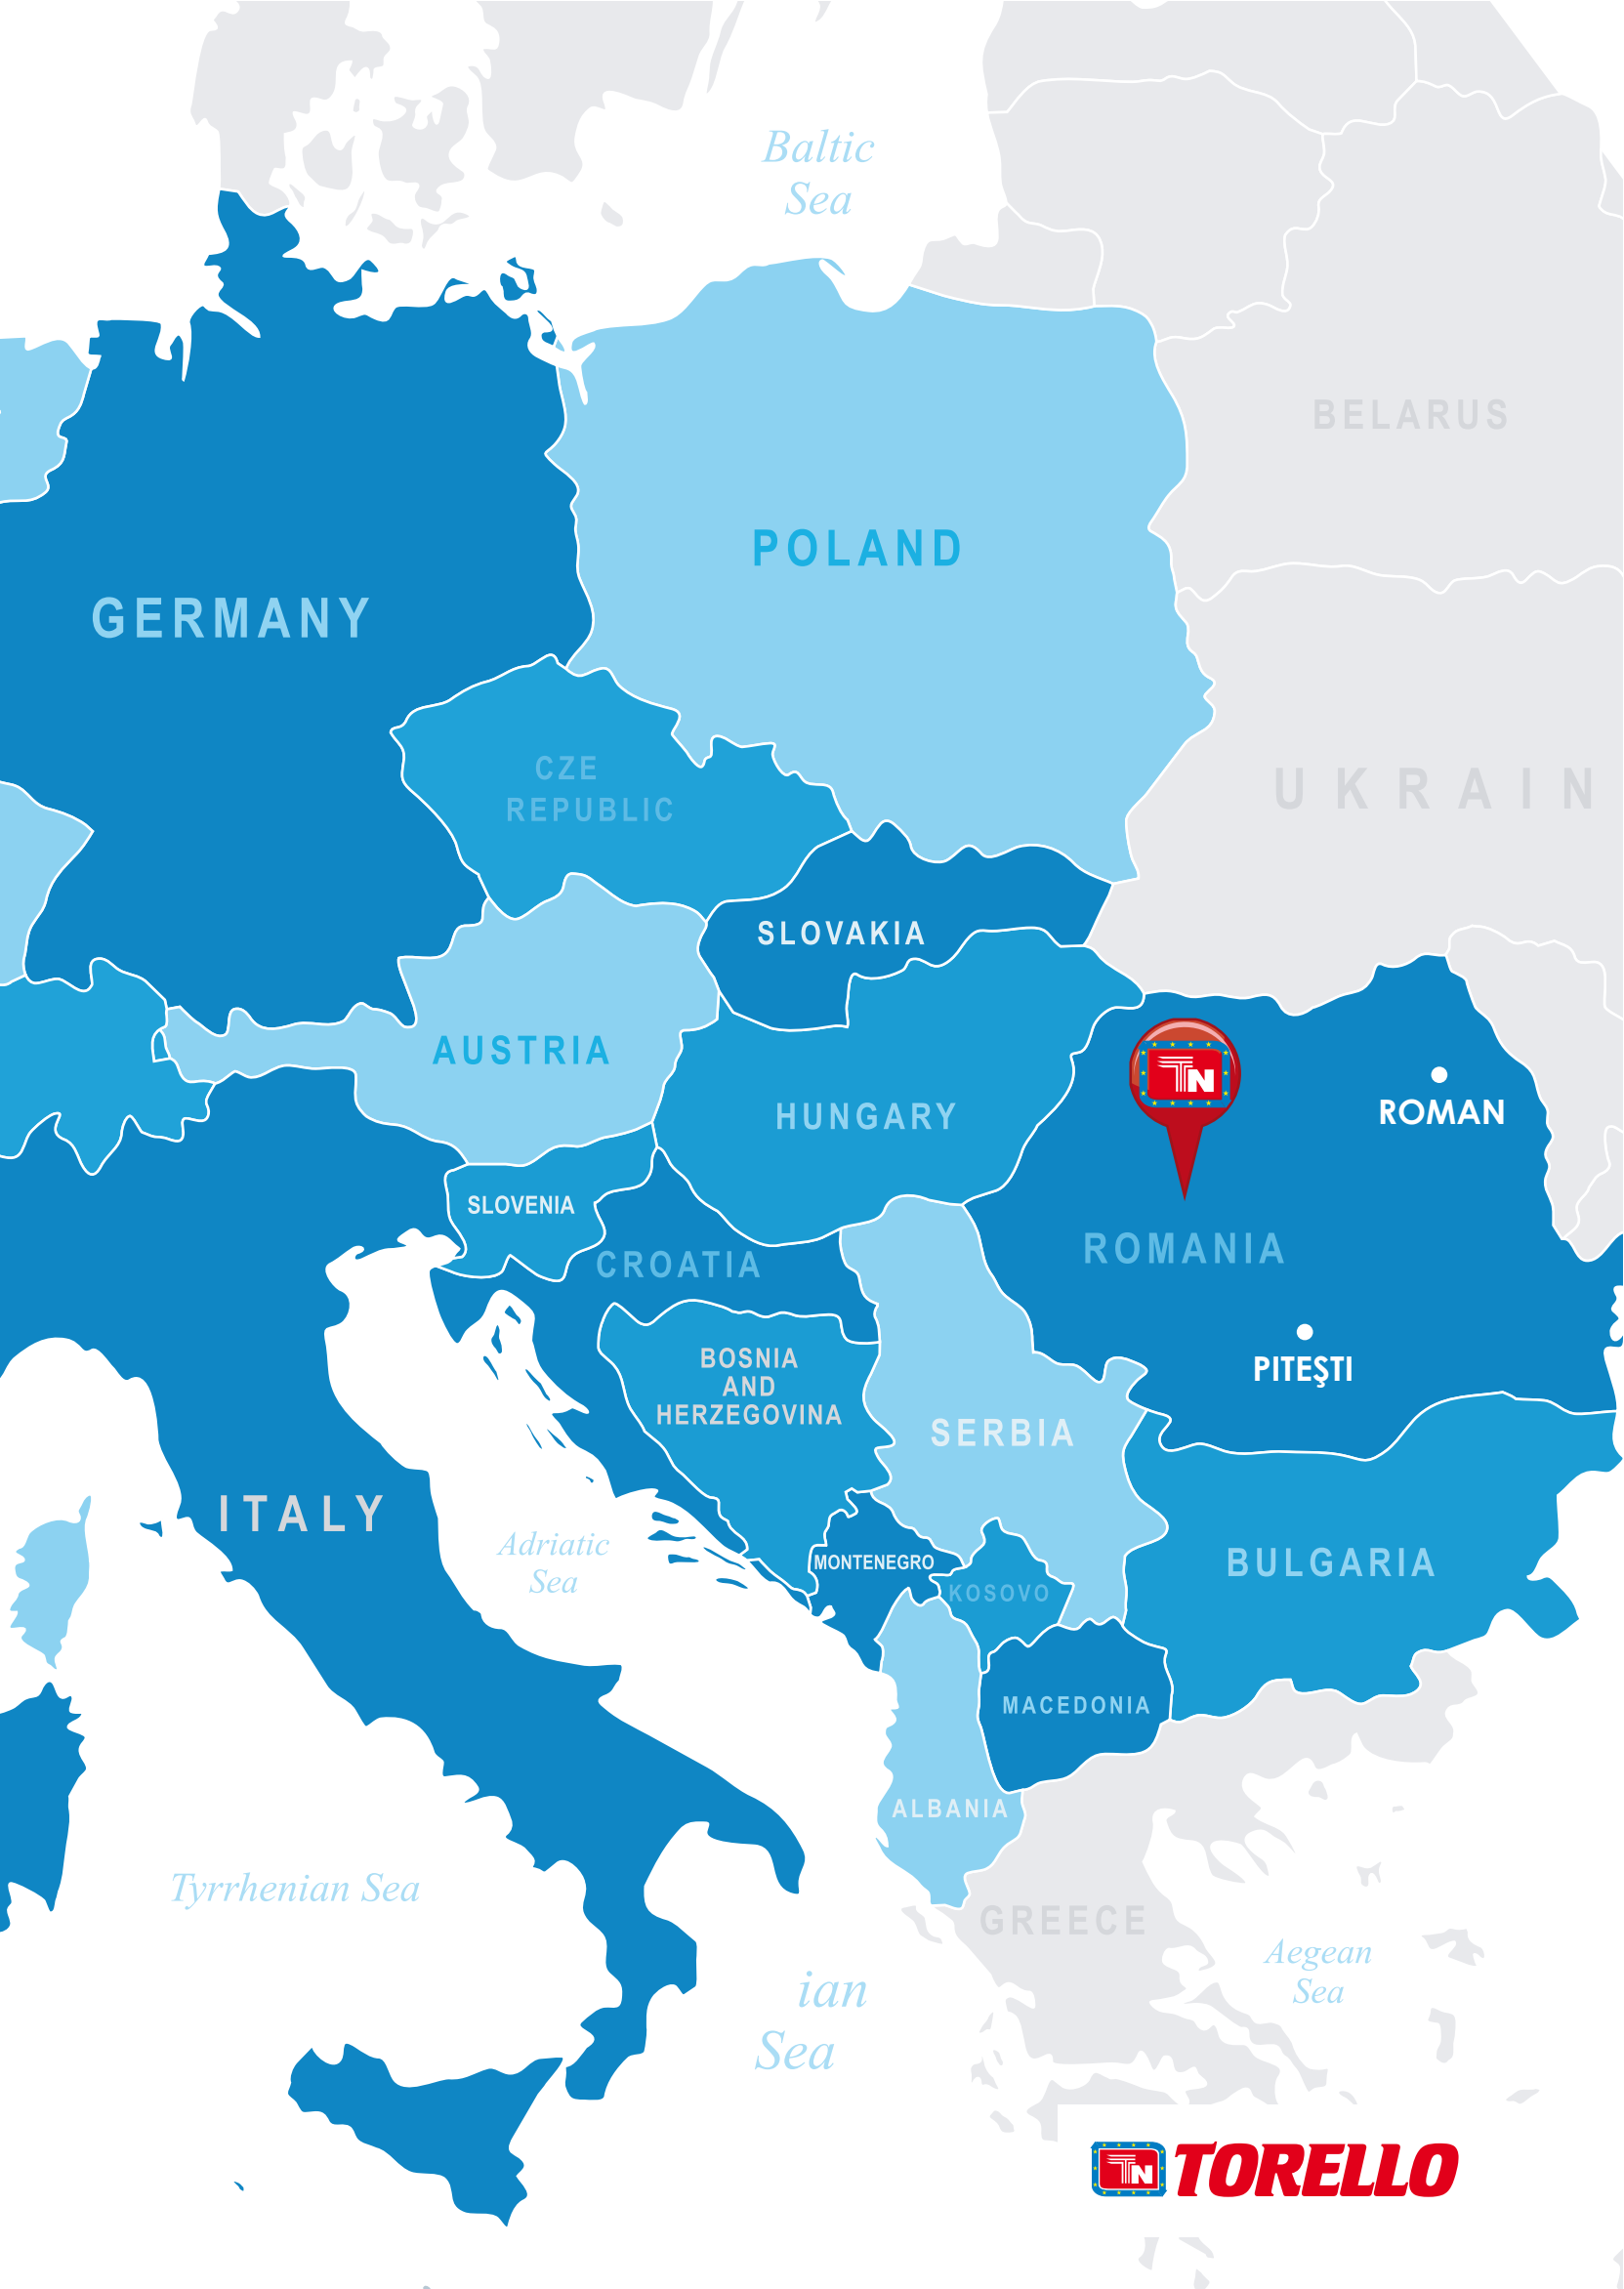 Baltic
Sea
BELARUS
POLAND
GERMANY
CZE
REPUBLIC
UKRAIN
SLOVAKIA
AUSTRIA
HUNGARY
TN
ROMAN
SLOVENIA
CROATIA
ROMANIA
BOSNIA
AND
HERZEGOVINA
PITEŞTI
SERBIA
ITALY
Adriatic
Sea
MONTENEGRO
KOSOVO
BULGARIA
MACEDONIA
ALBANIA
Tyrrhenian Sea
GREECE
Aegean
Sea
ian
Sea
TN TORELLO